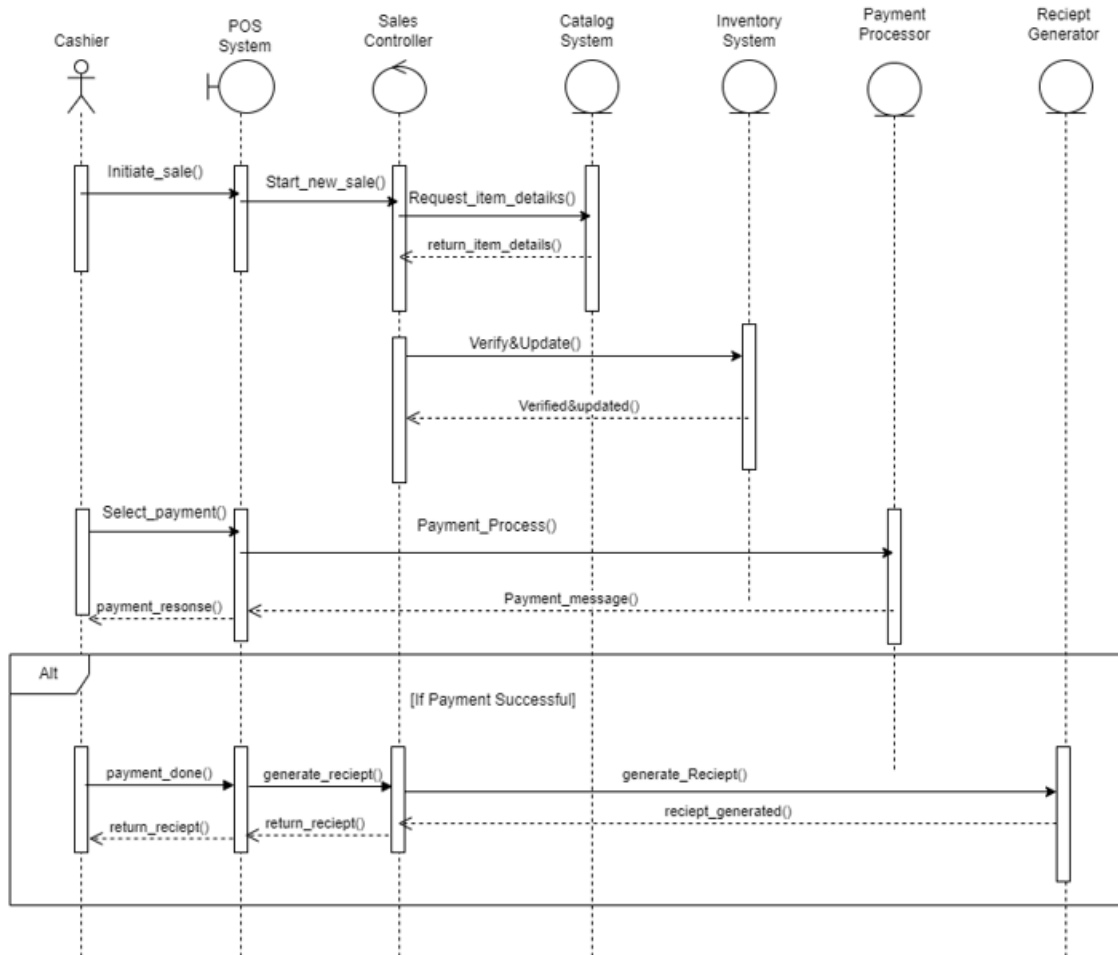 Cashier
POS
System
Sales
Controller
Catalog
System
Inventory
System
Payment
Processor
Reciept
Generator
Initiate_sale()
Start_new_sale()
Request_item_detaiks()
return_item_details()
Verify&Update()
Verified&updated()
Select_payment()
Payment_Process()
Payment_message()
payment_resonse()
Alt
[If Payment Successful]
payment_done()
generate_reciept()
generate_Reciept()
reciept_generated()
return_reciept()
return_reciept()